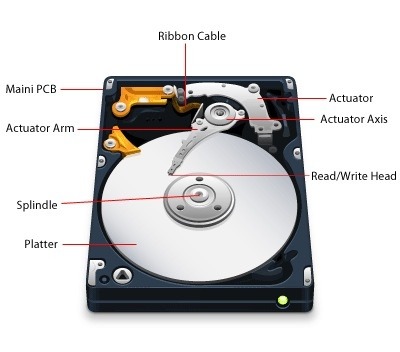 Ribbon Cable
Maini PCB
Actuator
Actuator Arm
Actuator Axis
Read/Write Head
Splindle
Platter